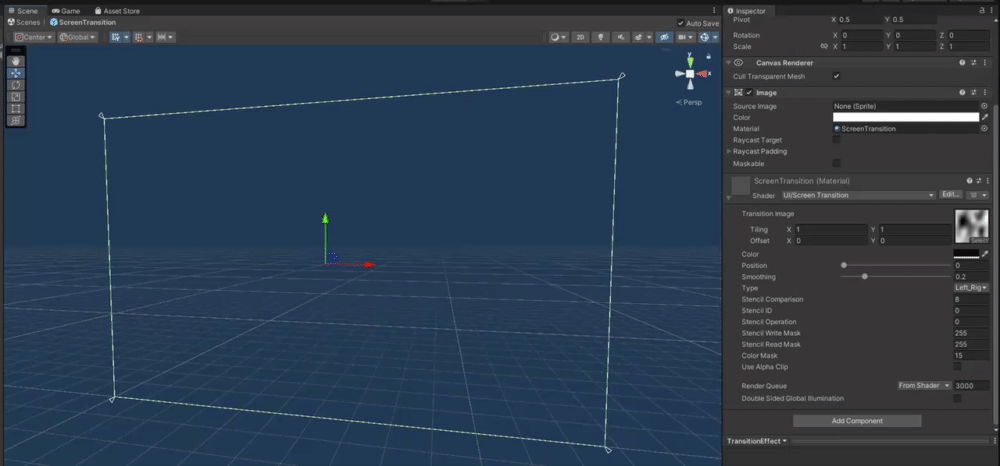 Scene Game Asset Store
Scenes ScreenTransition
Auto Save
Center Global
2D
y
x
Persp
Inspector
Pivot X 0.5 Y 0.5
Rotation X 0 Y 0 Z 0
Scale X 1 Y 1 Z 1
Canvas Renderer
Cull Transparent Mesh
Image
Source Image None (Sprite)
Color
Material ScreenTransition
Raycast Target
Raycast Padding
Maskable
ScreenTransition (Material)
Shader UI/Screen Transition Edit...
Transition Image
Tiling X 1 Y 1
Offset X 0 Y 0
Select
Color
Position 0
Smoothing 0.2
Type Left_Rig
Stencil Comparison 8
Stencil ID 0
Stencil Operation 0
Stencil Write Mask 255
Stencil Read Mask 255
Color Mask 15
Use Alpha Clip
Render Queue From Shader 3000
Double Sided Global Illumination
Add Component
TransitionEffect